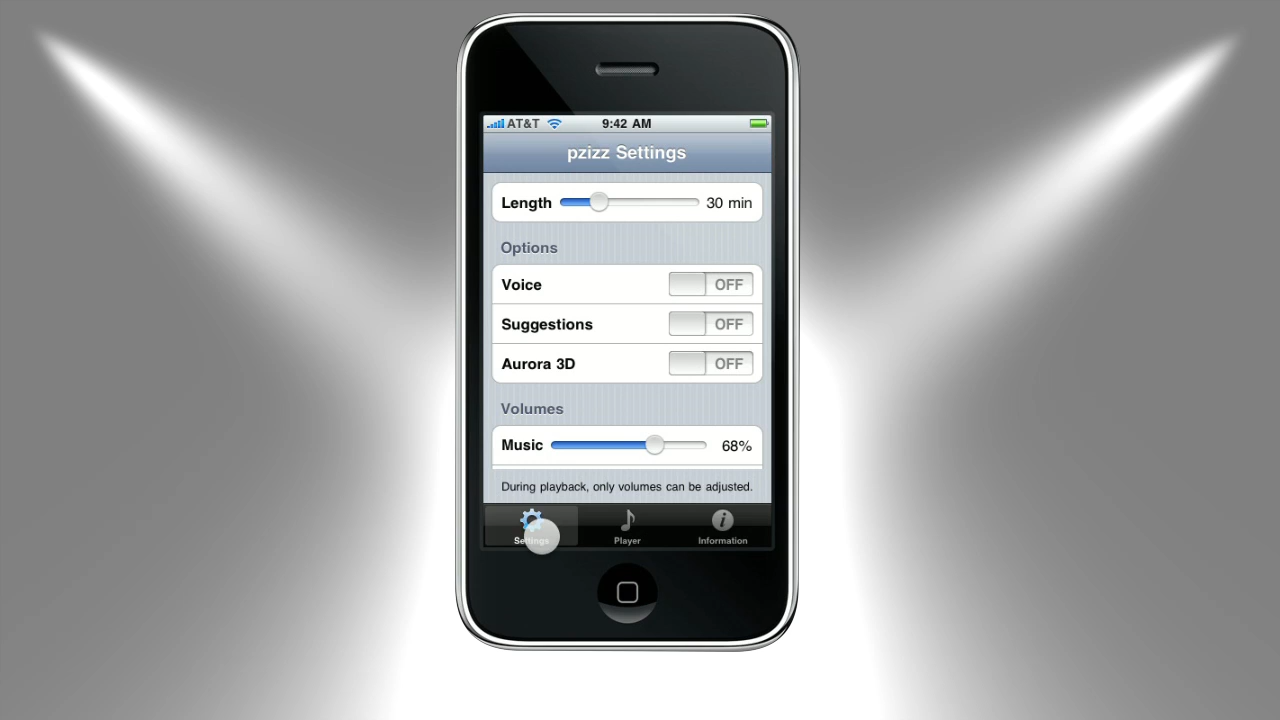 AT&T 9:42 AM
pzizz Settings
Length 30 min
Options
Voice OFF
Suggestions OFF
Aurora 3D OFF
Volumes
Music 68%
During playback, only volumes can be adjusted.
Settings Player Information